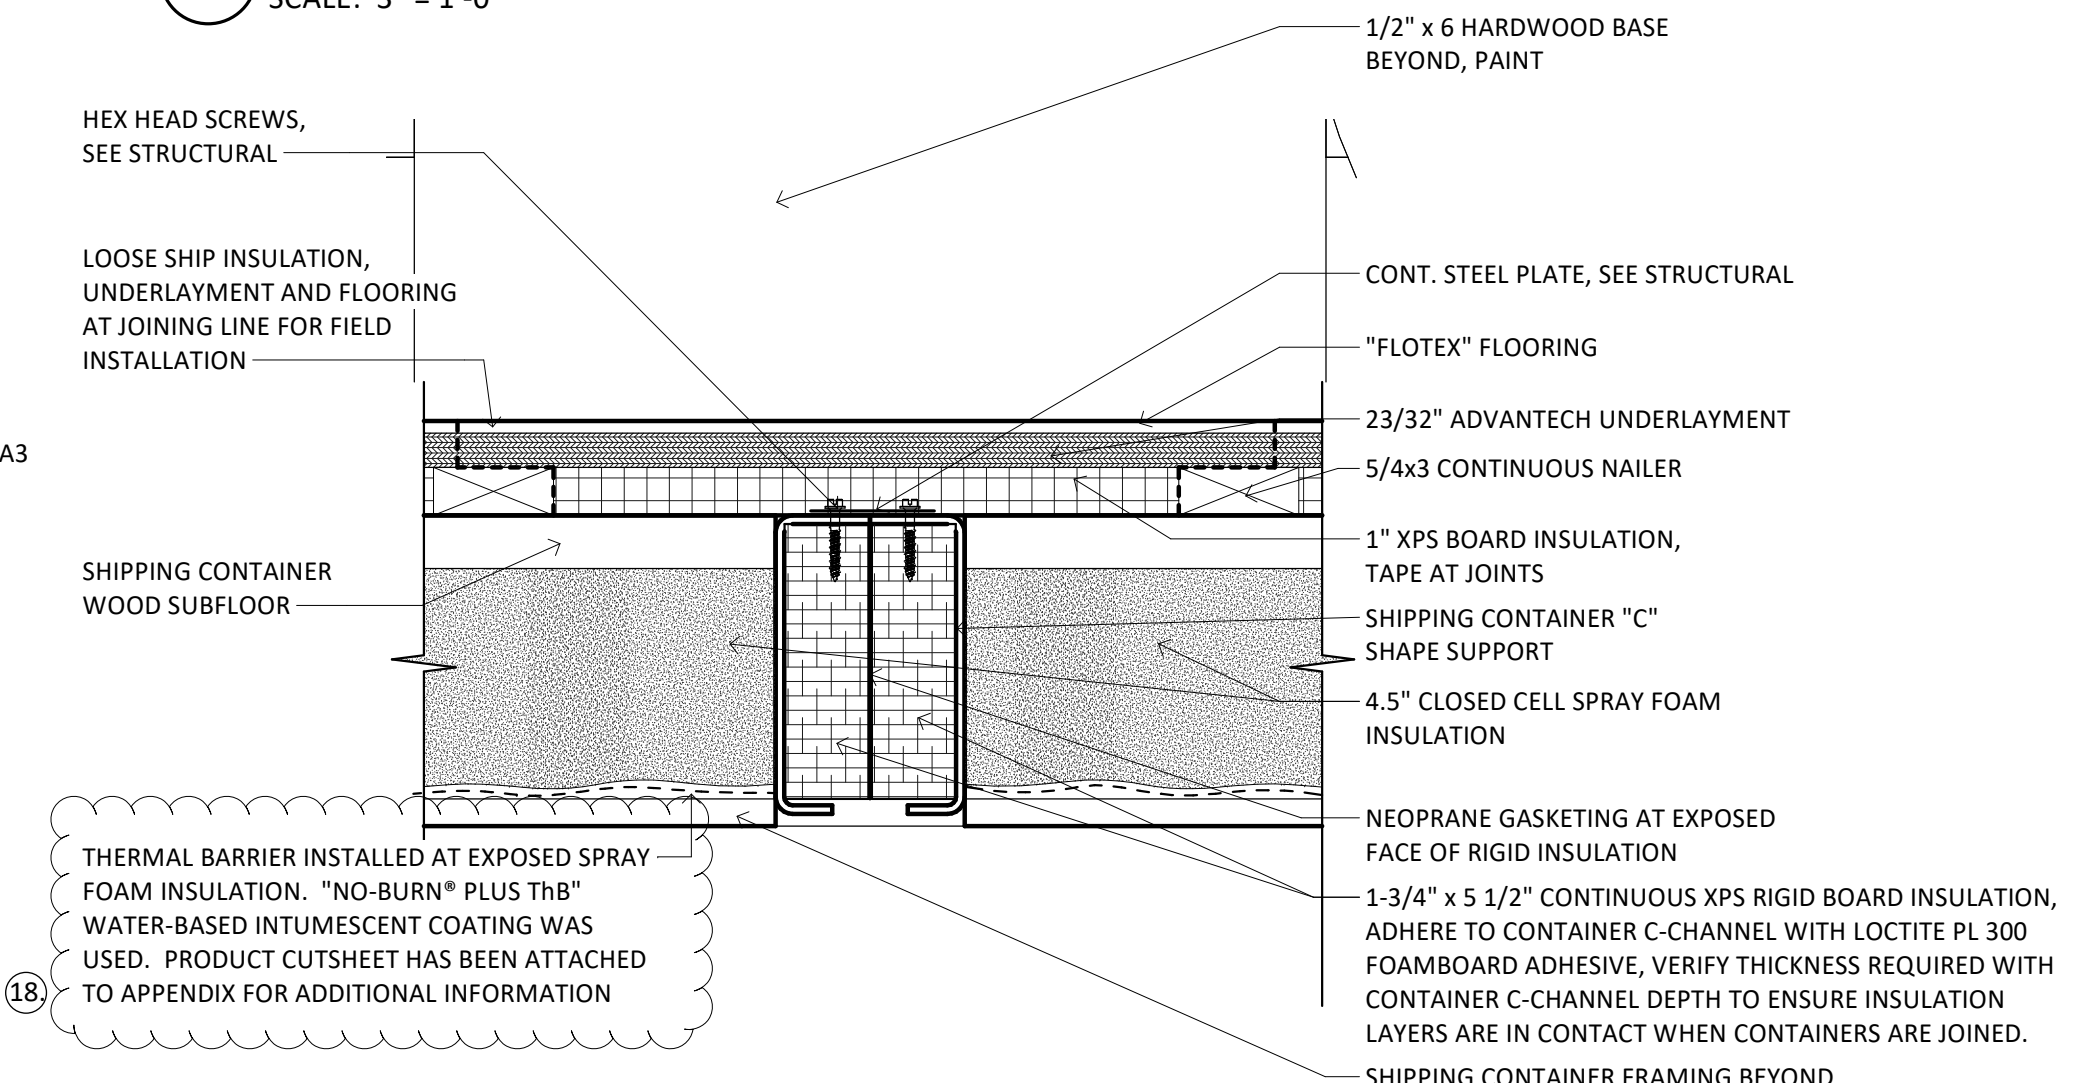 SCALE: 3" = 1'-0"
1/2" x 6 HARDWOOD BASE
BEYOND, PAINT
HEX HEAD SCREWS,
SEE STRUCTURAL
LOOSE SHIP INSULATION,
UNDERLAYMENT AND FLOORING
AT JOINING LINE FOR FIELD
INSTALLATION
CONT. STEEL PLATE, SEE STRUCTURAL
"FLOTEX" FLOORING
23/32" ADVANTECH UNDERLAYMENT
A3
5/4x3 CONTINUOUS NAILER
1" XPS BOARD INSULATION,
TAPE AT JOINTS
SHIPPING CONTAINER
WOOD SUBFLOOR
SHIPPING CONTAINER "C"
SHAPE SUPPORT
4.5" CLOSED CELL SPRAY FOAM
INSULATION
NEOPRANE GASKETING AT EXPOSED
FACE OF RIGID INSULATION
THERMAL BARRIER INSTALLED AT EXPOSED SPRAY
FOAM INSULATION. "NO-BURN® PLUS ThB"
WATER-BASED INTUMESCENT COATING WAS
USED. PRODUCT CUTSHEET HAS BEEN ATTACHED
TO APPENDIX FOR ADDITIONAL INFORMATION
18.
1-3/4" x 5 1/2" CONTINUOUS XPS RIGID BOARD INSULATION,
ADHERE TO CONTAINER C-CHANNEL WITH LOCTITE PL 300
FOAMBOARD ADHESIVE, VERIFY THICKNESS REQUIRED WITH
CONTAINER C-CHANNEL DEPTH TO ENSURE INSULATION
LAYERS ARE IN CONTACT WHEN CONTAINERS ARE JOINED.
SHIPPING CONTAINER FRAMING BEYOND